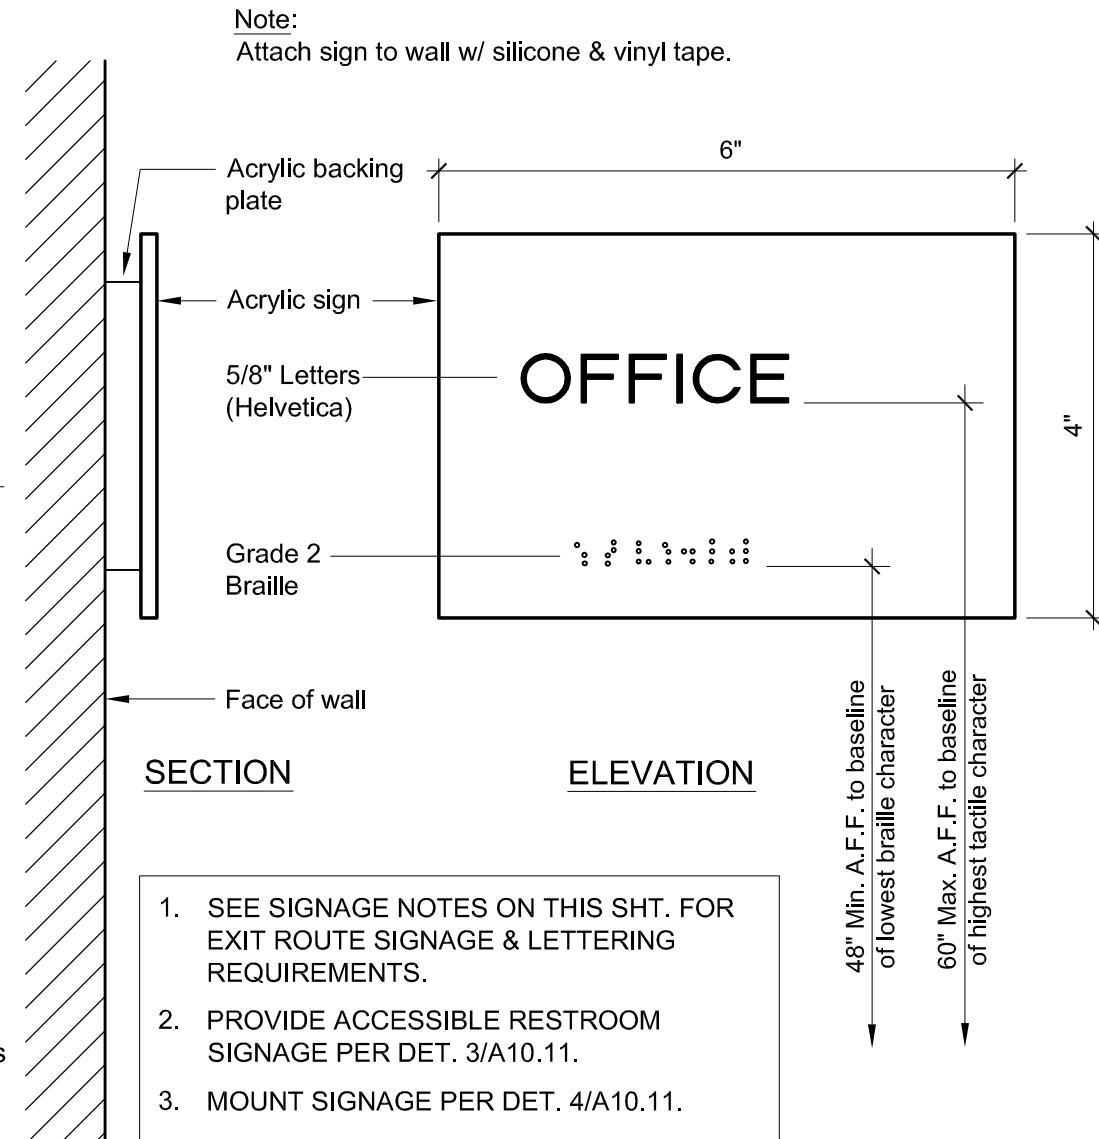 Note:
Attach sign to wall w/ silicone & vinyl tape.
6"
Acrylic backing
plate
Acrylic sign
5/8" Letters
(Helvetica)
OFFICE
4"
Grade 2
Braille
Face of wall
SECTION
ELEVATION
48" Min. A.F.F. to baseline
of lowest braille character
60" Max. A.F.F. to baseline
of highest tactile character
1. SEE SIGNAGE NOTES ON THIS SHT. FOR
EXIT ROUTE SIGNAGE & LETTERING
REQUIREMENTS.
2. PROVIDE ACCESSIBLE RESTROOM
SIGNAGE PER DET. 3/A10.11.
3. MOUNT SIGNAGE PER DET. 4/A10.11.